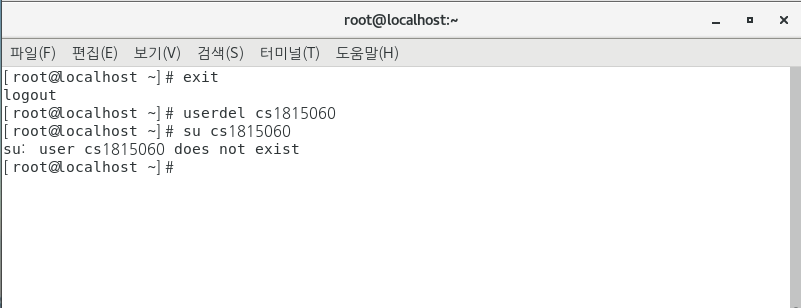 root@localhost:~
파일(F) 편집(E) 보기(V) 검색(S) 터미널(T) 도움말(H)
[root@localhost ~]# exit
logout
[root@localhost ~]# userdel cs1815060
[root@localhost ~]# su cs1815060
su: user cs1815060 does not exist
[root@localhost ~]#